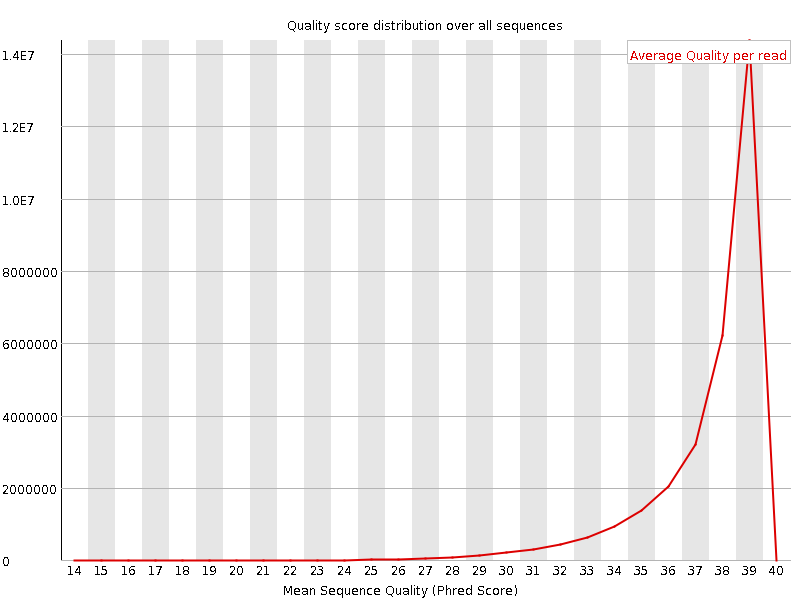 Quality score distribution over all sequences
Average Quality per read
1.4E7
1.2E7
1.0E7
8000000
6000000
4000000
2000000
0
14 15 16 17 18 19 20 21 22 23 24 25 26 27 28 29 30 31 32 33 34 35 36 37 38 39 40
Mean Sequence Quality (Phred Score)